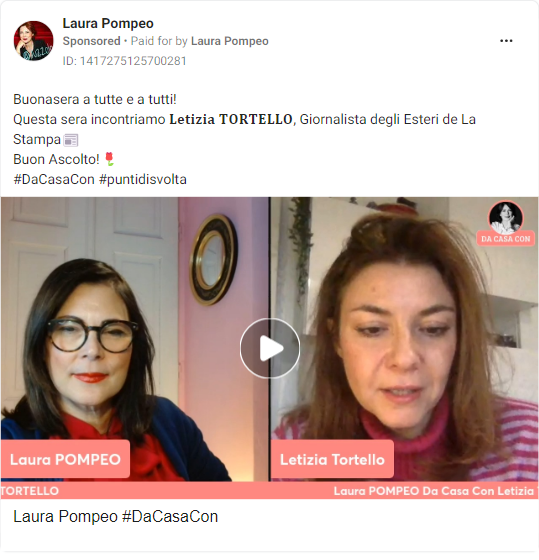 Laura Pompeo
Sponsored • Paid for by Laura Pompeo
ID: 1417275125700281
Buonasera a tutte e a tutti!
Questa sera incontriamo 𝐋𝐞𝐭𝐢𝐳𝐢𝐚 𝐓𝐎𝐑𝐓𝐄𝐋𝐋𝐎, Giornalista degli Esteri de La
Stampa📰
Buon Ascolto!🌷
#DaCasaCon #puntidisvolta
DA CASA CON
Laura POMPEO
Letizia Tortello
TORTELLO
Laura POMPEO Da Casa Con Letizia
Laura Pompeo #DaCasaCon